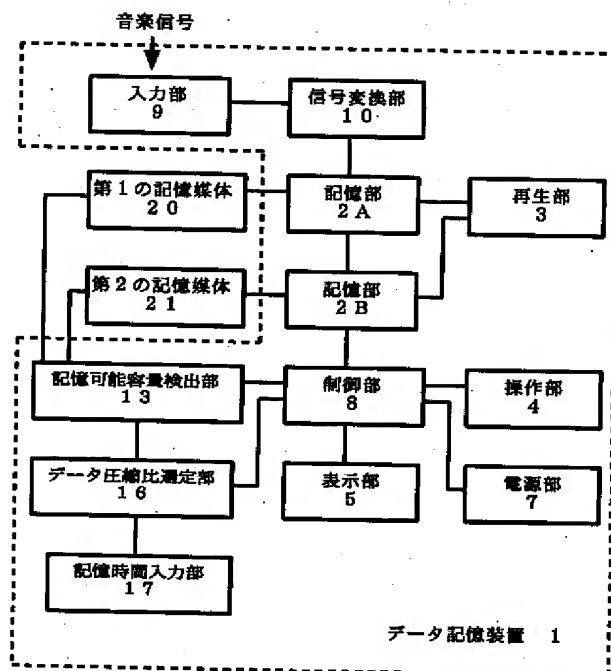 音楽信号
入力部
9
信号変換部
10
第1の記憶媒体
20
記憶部
2A
再生部
3
第2の記憶媒体
21
記憶部
2B
記憶可能容量検出部
13
制御部
8
操作部
4
データ圧縮比選定部
16
表示部
5
電源部
7
記憶時間入力部
17
データ記憶装置 1